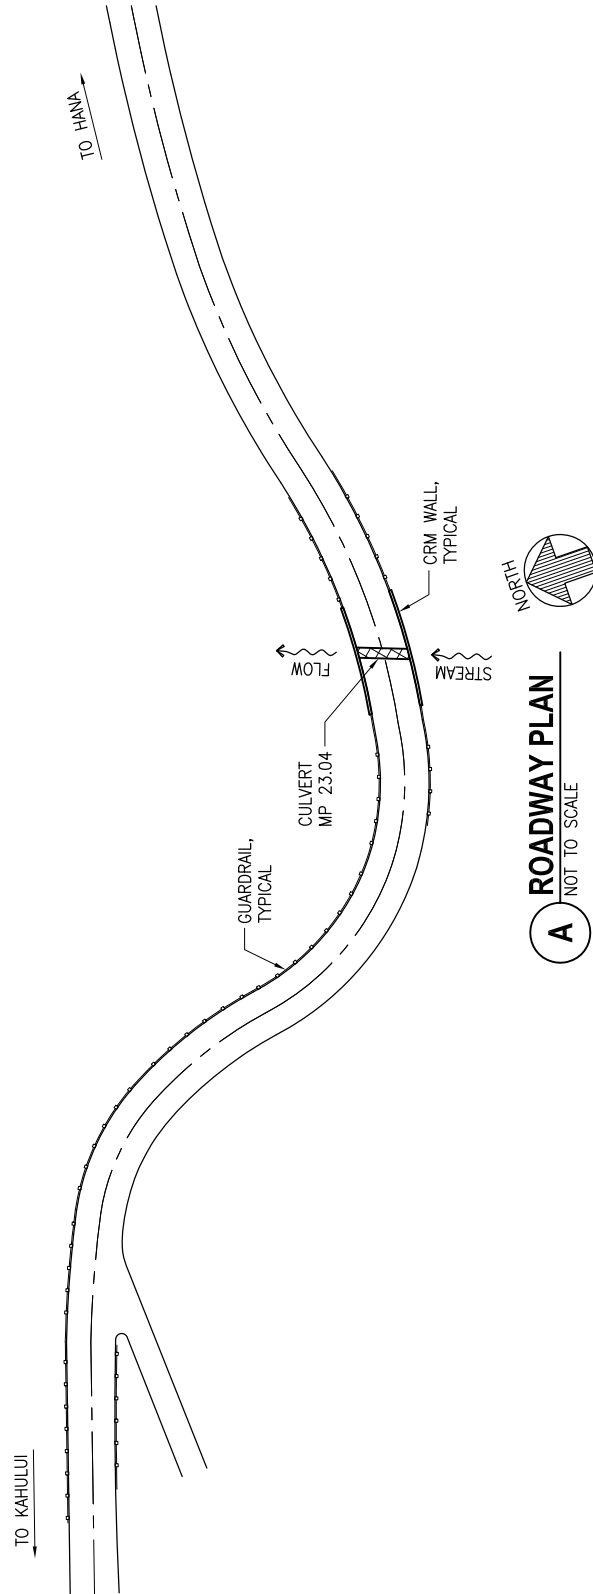 TO KAHULUI
TO HANA
GUARDRAIL,
TYPICAL
CULVERT
MP 23.04
FLOW
STREAM
CRM WALL,
TYPICAL
NORTH
A
ROADWAY PLAN
NOT TO SCALE